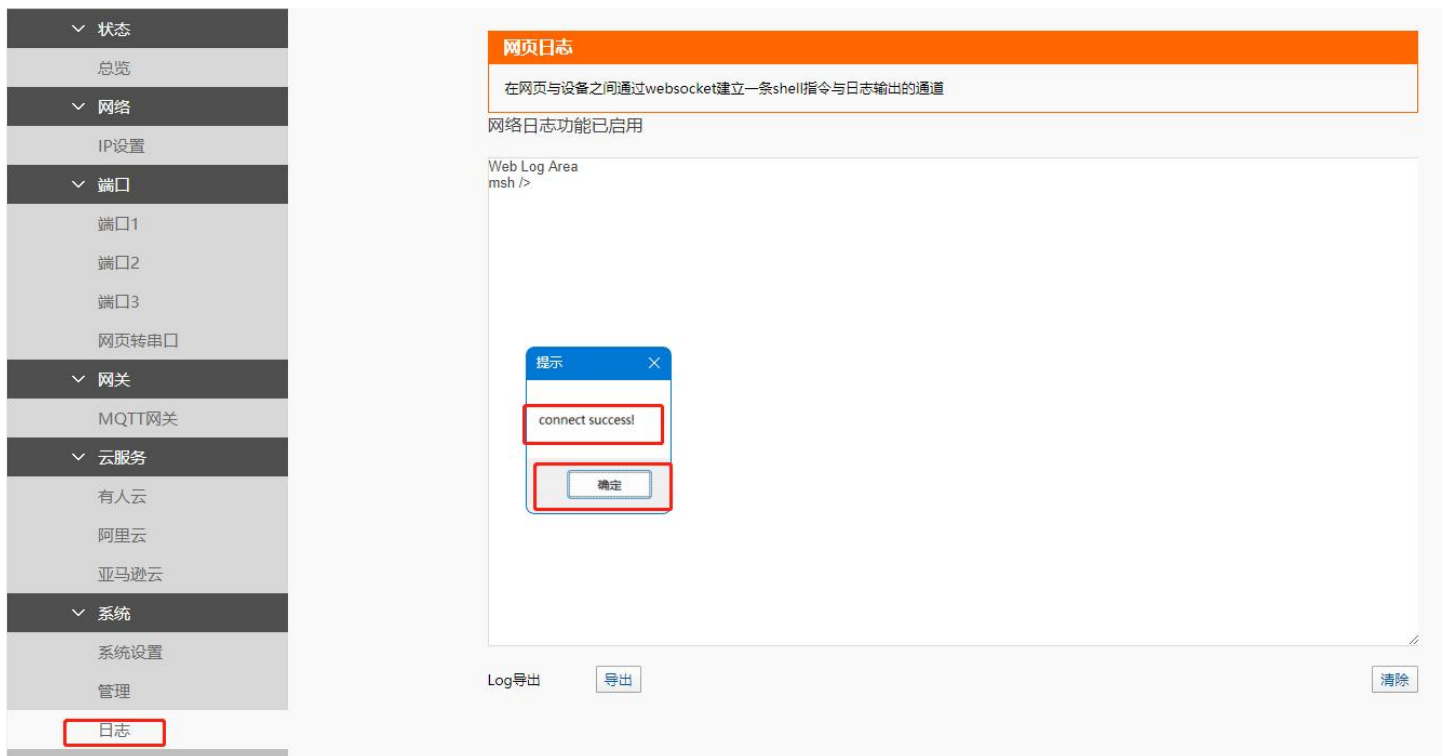 状态
总览
网络
IP设置
端口
端口1
端口2
端口3
网页转串口
网关
MQTT网关
云服务
有人云
阿里云
亚马逊云
系统
系统设置
管理
日志
网页日志
在网页与设备之间通过websocket建立一条shell指令与日志输出的通道
网络日志功能已启用
Web Log Area
msh />
提示
connect success!
确定
Log导出
导出
清除